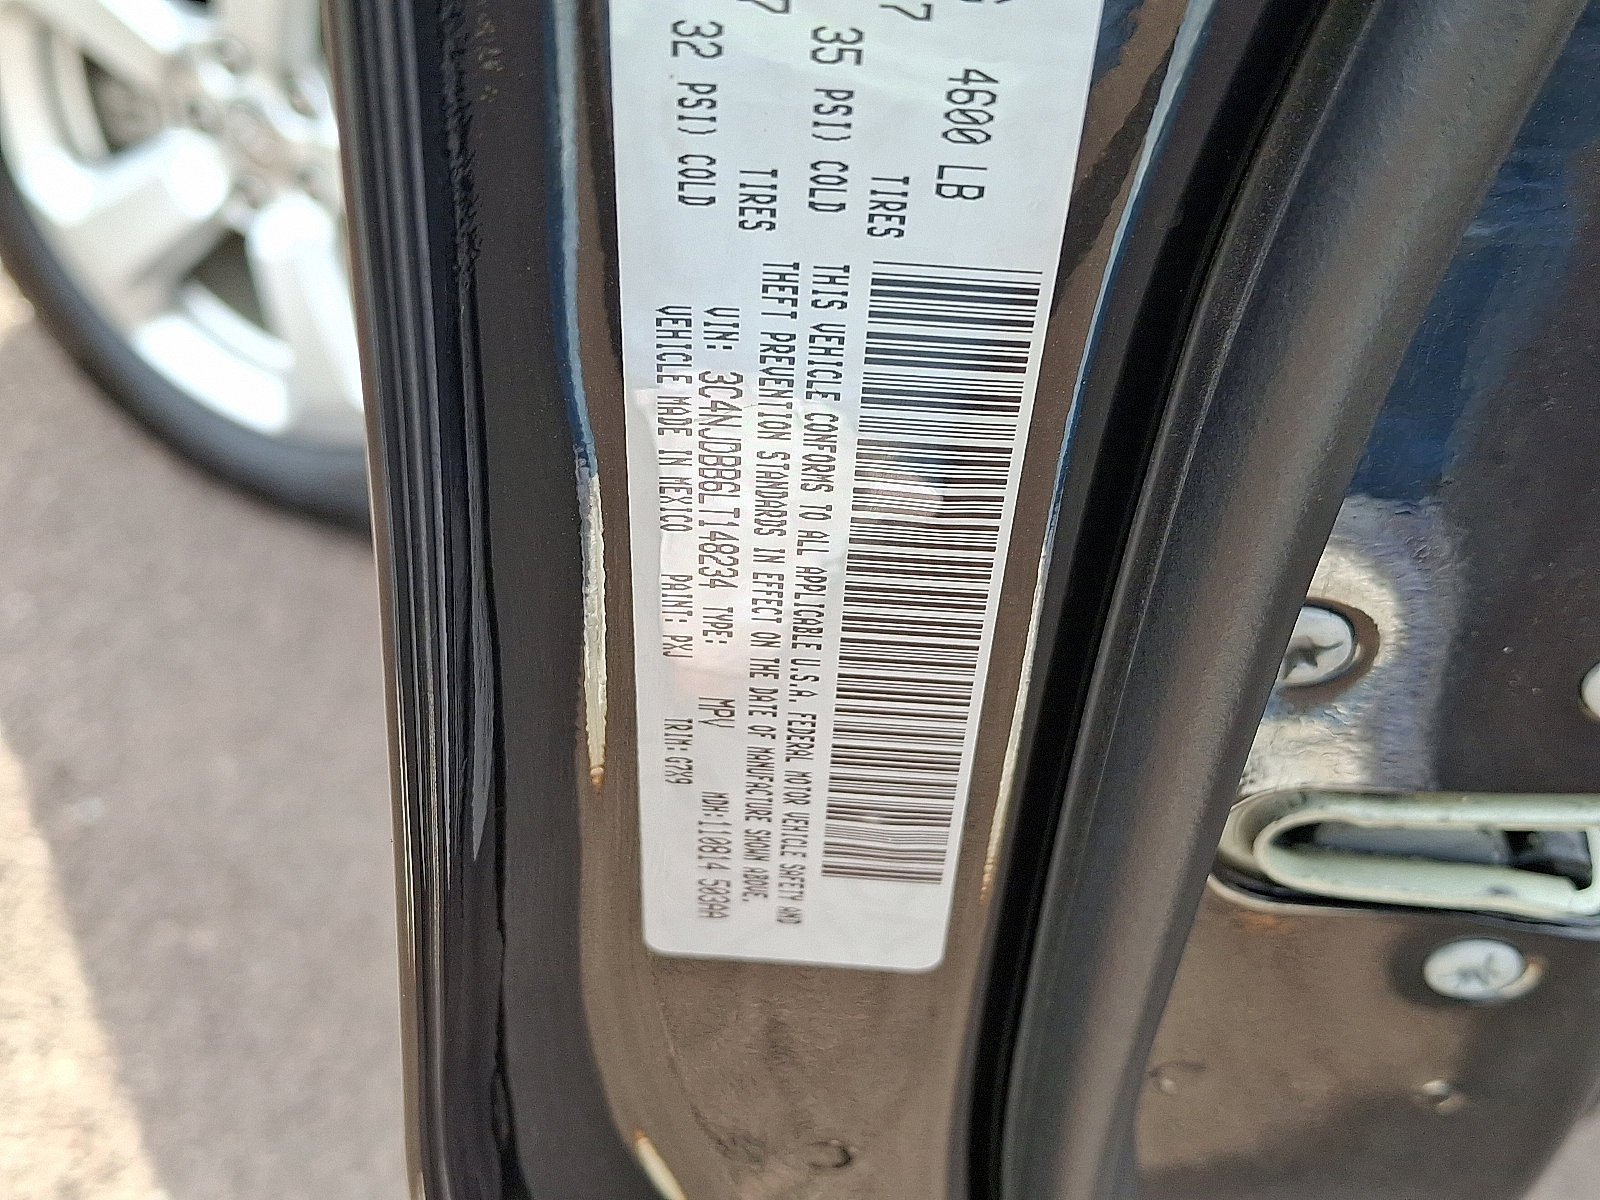 4600 LB
TIRES
35 PSI) COLD
TIRES
32 PSI) COLD
THIS VEHICLE CONFORMS TO ALL APPLICABLE U.S.A. FEDERAL MOTOR VEHICLE SAFETY AND
THEFT PREVENTION STANDARDS IN EFFECT ON THE DATE OF MANUFACTURE SHOWN ABOVE.
VIN: 3C4NJDBB6LT148234 TYPE: MPV MDH:110814 503AA
VEHICLE MADE IN MEXICO PAINT: PXJ TRIM: G7X9